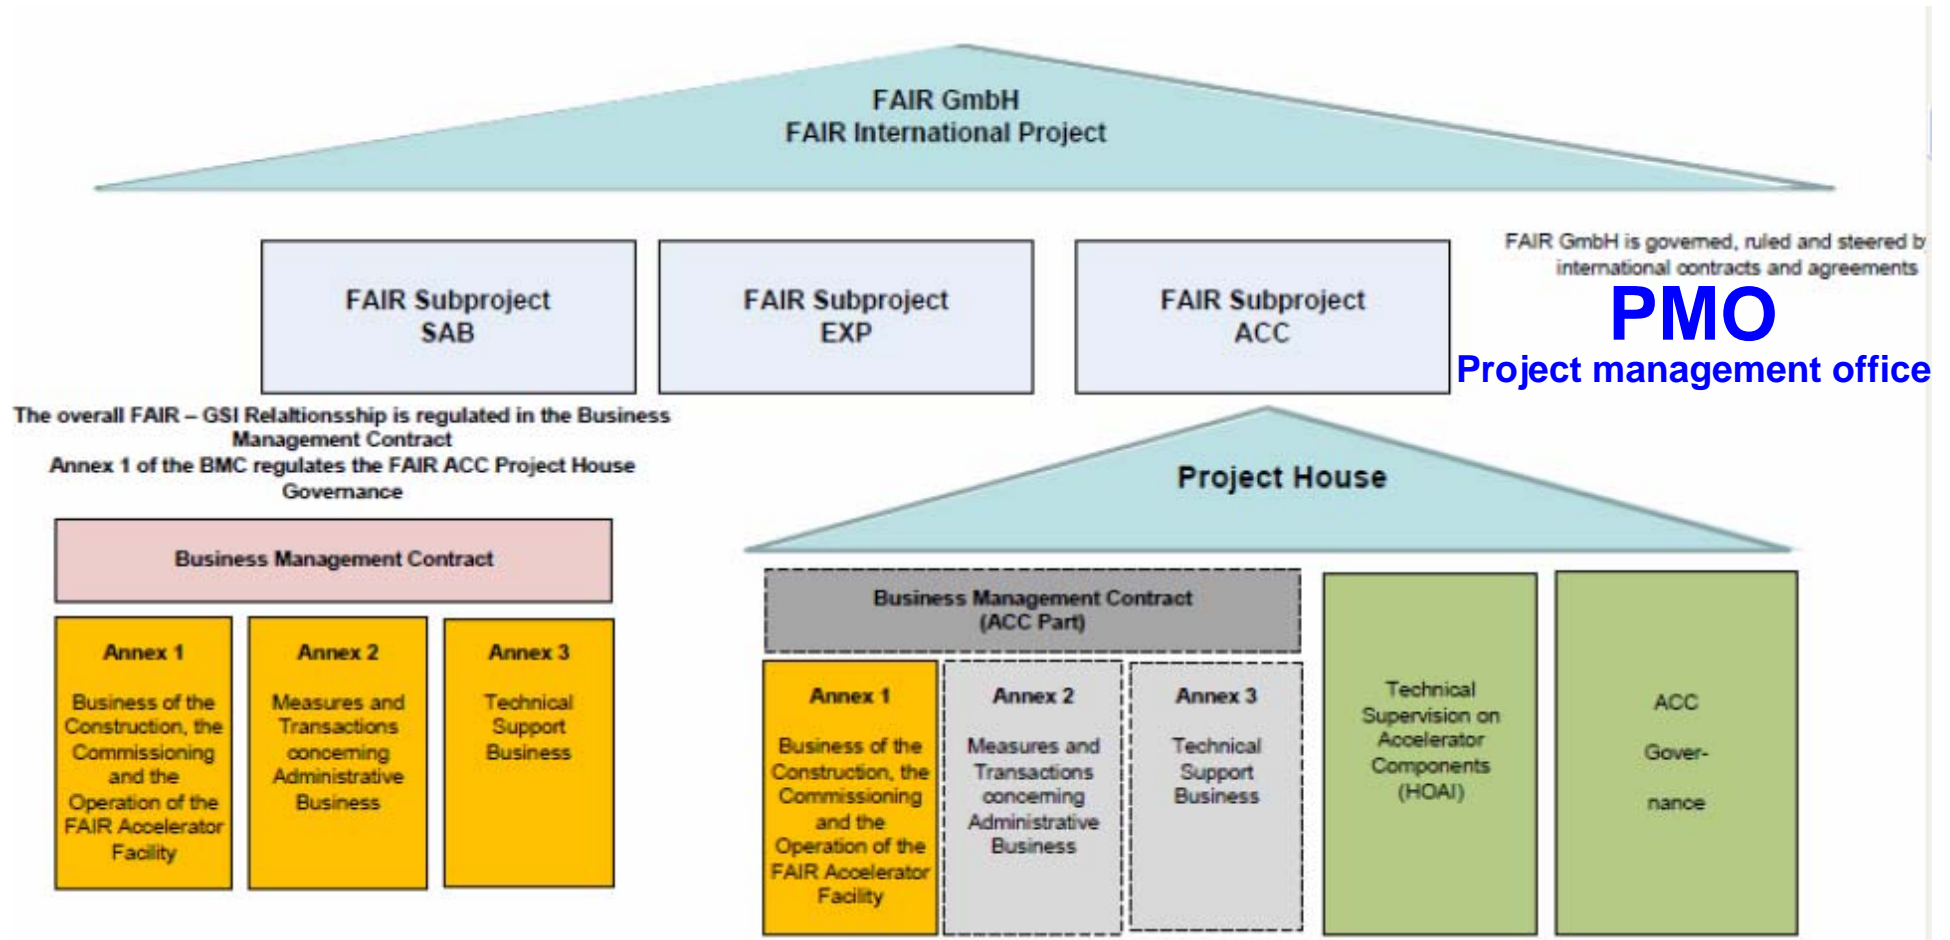 FAIR GmbH
FAIR International Project
FAIR Subproject
SAB
FAIR Subproject
EXP
FAIR Subproject
ACC
FAIR GmbH is governed, ruled and steered
international contracts and agreements
PMO
Project management office
The overall FAIR – GSI Relaltionsship is regulated in the Business
Management Contract
Annex 1 of the BMC regulates the FAIR ACC Project House
Governance
Business Management Contract
Annex 1
Business of the
Construction, the
Commissioning
and the
Operation of the
FAIR Accelerator
Facility
Annex 2
Measures and
Transactions
concerning
Administrative
Business
Annex 3
Technical
Support
Business
Project House
Business Management Contract
(ACC Part)
Annex 1
Business of the
Construction, the
Commissioning
and the
Operation of the
FAIR Accelerator
Facility
Annex 2
Measures and
Transactions
concerning
Administrative
Business
Annex 3
Technical
Support
Business
Technical
Supervision on
Accelerator
Components
(HOAI)
ACC
Gover-
nance